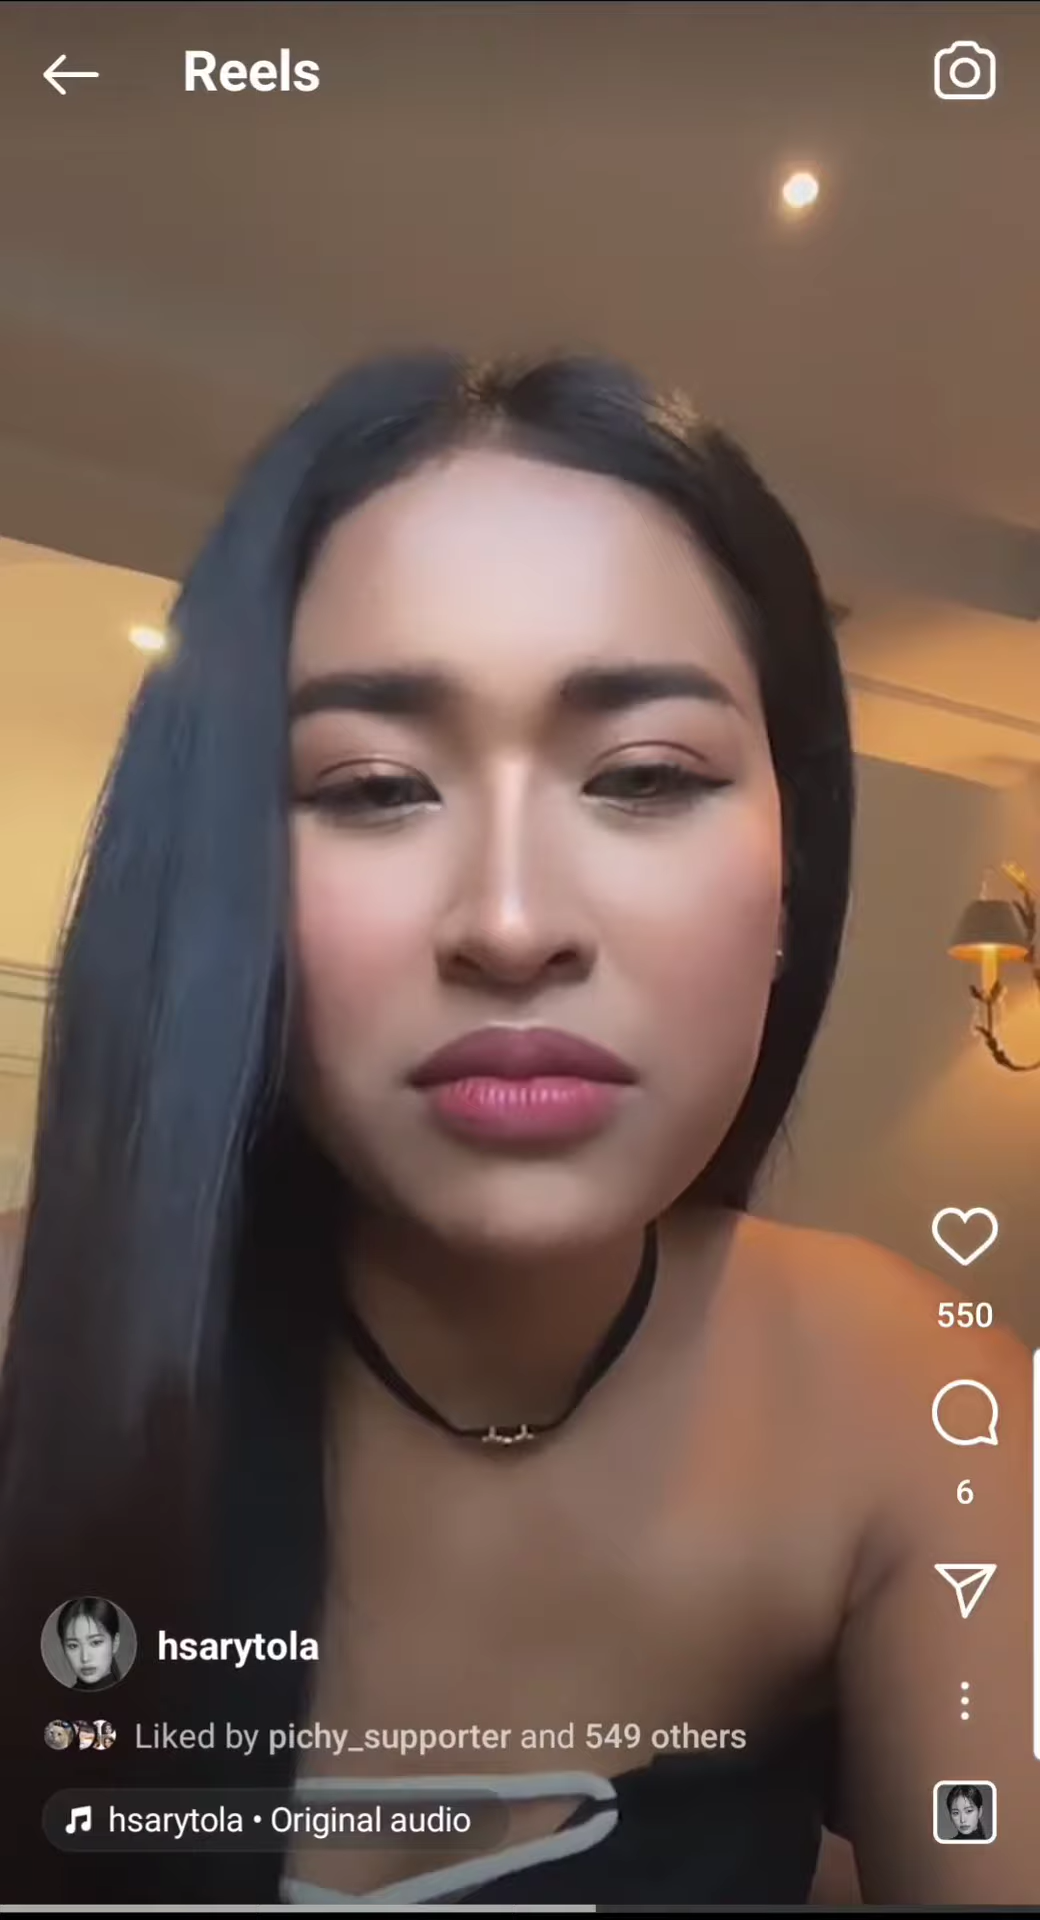 Reels
550
6
hsarytola
Liked by pichy_supporter and 549 others
hsarytola • Original audio